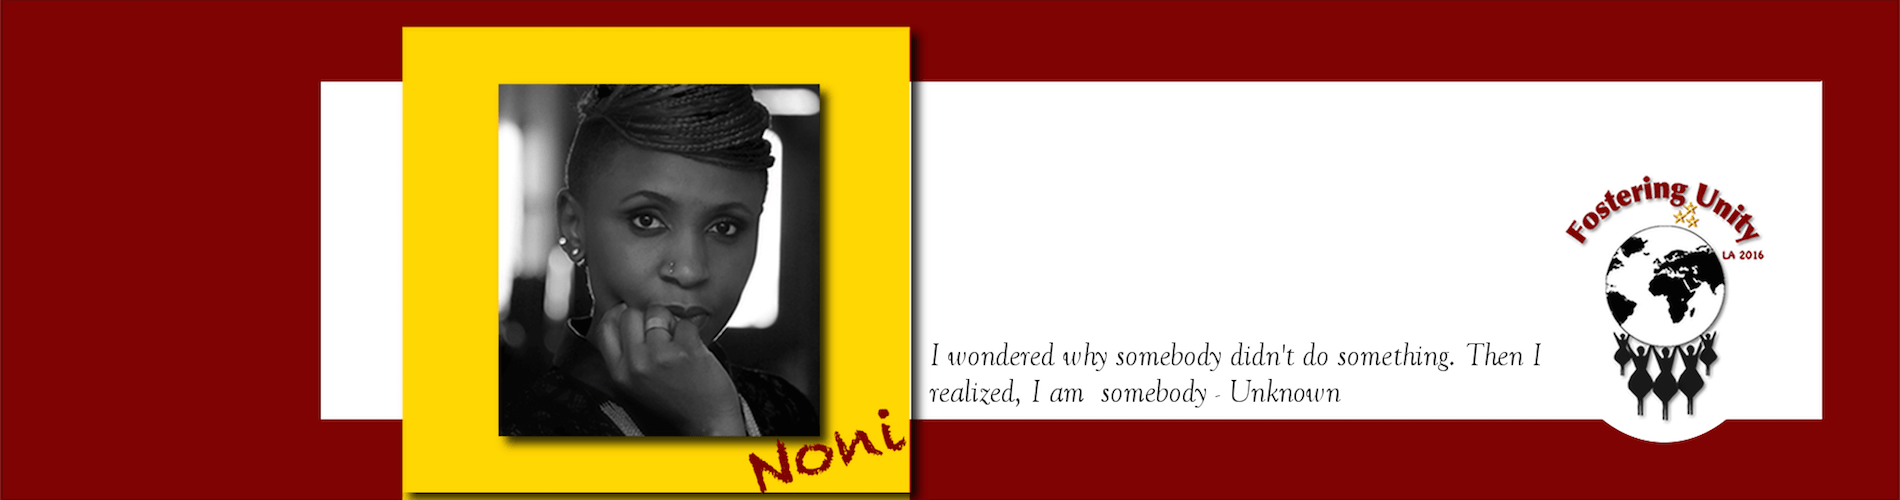 Noni
I wondered why somebody didn't do something. Then I
realized, I am  somebody - Unknown
Fostering Unity
LA 2016